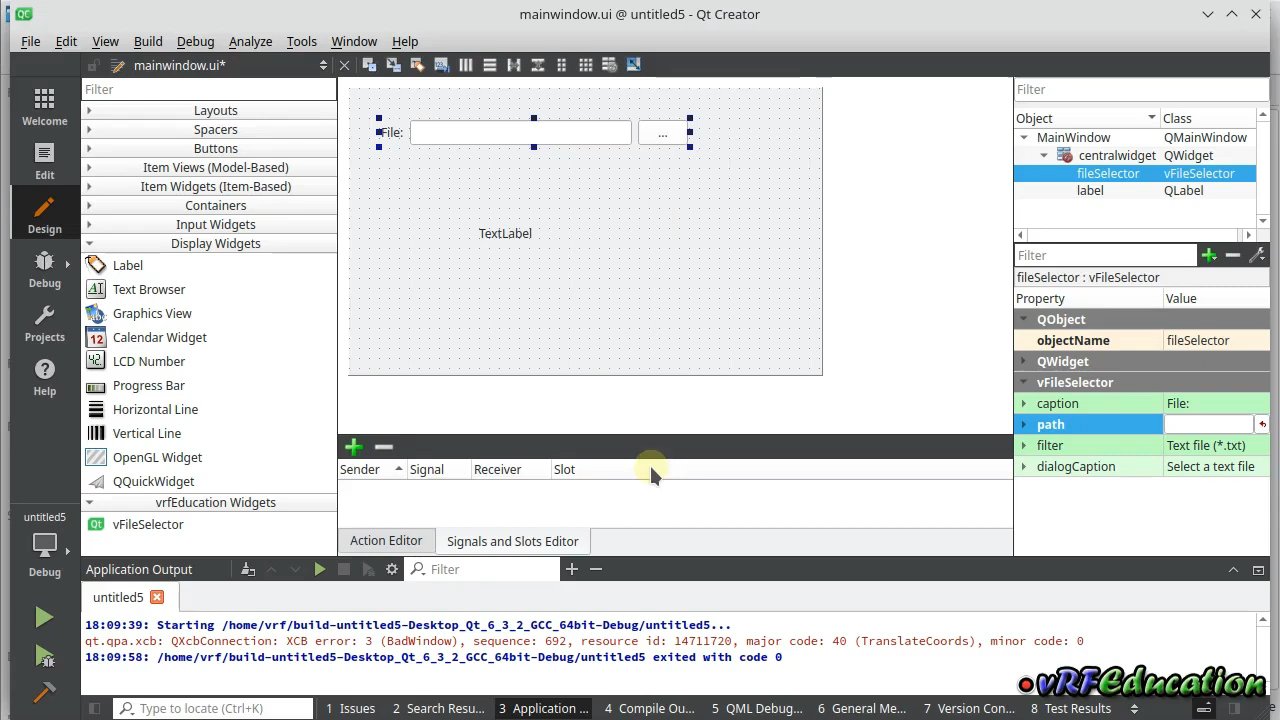 mainwindow.ui @ untitled5 - Qt Creator
File Edit View Build Debug Analyze Tools Window Help
mainwindow.ui*
Welcome
Edit
Design
Debug
Projects
Help
untitled5
Debug
Filter
Layouts
Spacers
Buttons
Item Views (Model-Based)
Item Widgets (Item-Based)
Containers
Input Widgets
Display Widgets
Label
Text Browser
Graphics View
12 Calendar Widget
42 LCD Number
Progress Bar
Horizontal Line
Vertical Line
OpenGL Widget
QQuickWidget
vrfEducation Widgets
Qt vFileSelector
File: ...
TextLabel
Sender Signal Receiver Slot
Action Editor Signals and Slots Editor
Filter
Object Class
MainWindow QMainWindow
centralwidget QWidget
fileSelector vFileSelector
label QLabel
Filter
fileSelector : vFileSelector
Property Value
QObject
objectName fileSelector
QWidget
vFileSelector
caption File:
path
filter Text file (*.txt)
dialogCaption Select a text file
Application Output Filter
untitled5
18:09:39: Starting /home/vrf/build-untitled5-Desktop_Qt_6_3_2_GCC_64bit-Debug/untitled5...
qt.qpa.xcb: QXcbConnection: XCB error: 3 (BadWindow), sequence: 692, resource id: 14711720, major code: 40 (TranslateCoords), minor code: 0
18:09:58: /home/vrf/build-untitled5-Desktop_Qt_6_3_2_GCC_64bit-Debug/untitled5 exited with code 0
vRFEducation
Type to locate (Ctrl+K) 1 Issues 2 Search Resu... 3 Application ... 4 Compile Ou... 5 QML Debug... 6 General Me... 7 Version Con... 8 Test Results